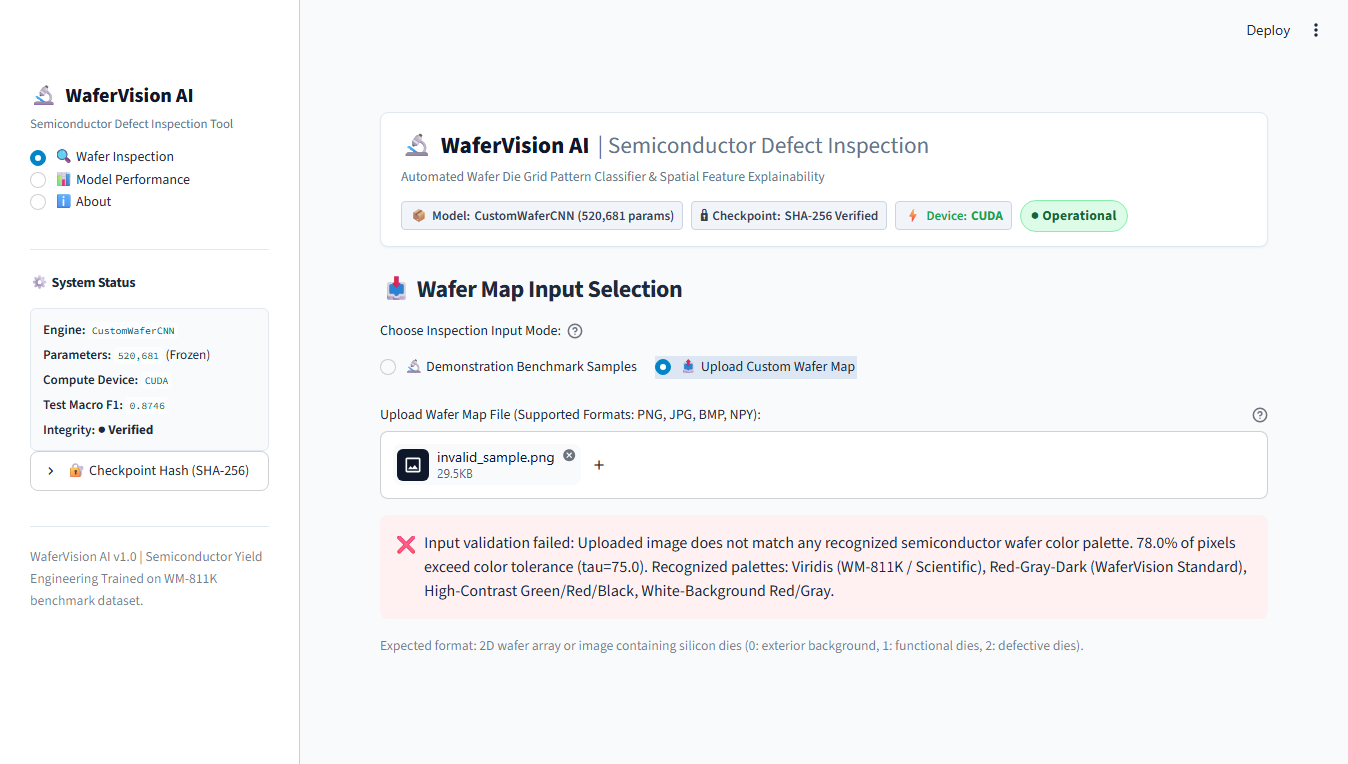 Deploy
WaferVision AI
Semiconductor Defect Inspection Tool
Wafer Inspection
Model Performance
About
System Status
Engine: CustomWaferCNN
Parameters: 520,681 (Frozen)
Compute Device: CUDA
Test Macro F1: 0.8746
Integrity: ● Verified
Checkpoint Hash (SHA-256)
WaferVision AI v1.0 | Semiconductor Yield
Engineering Trained on WM-811K
benchmark dataset.
WaferVision AI | Semiconductor Defect Inspection
Automated Wafer Die Grid Pattern Classifier & Spatial Feature Explainability
Model: CustomWaferCNN (520,681 params) Checkpoint: SHA-256 Verified Device: CUDA ● Operational
Wafer Map Input Selection
Choose Inspection Input Mode:
Demonstration Benchmark Samples Upload Custom Wafer Map
Upload Wafer Map File (Supported Formats: PNG, JPG, BMP, NPY):
invalid_sample.png
29.5KB
Input validation failed: Uploaded image does not match any recognized semiconductor wafer color palette. 78.0% of pixels
exceed color tolerance (tau=75.0). Recognized palettes: Viridis (WM-811K / Scientific), Red-Gray-Dark (WaferVision Standard),
High-Contrast Green/Red/Black, White-Background Red/Gray.
Expected format: 2D wafer array or image containing silicon dies (0: exterior background, 1: functional dies, 2: defective dies).